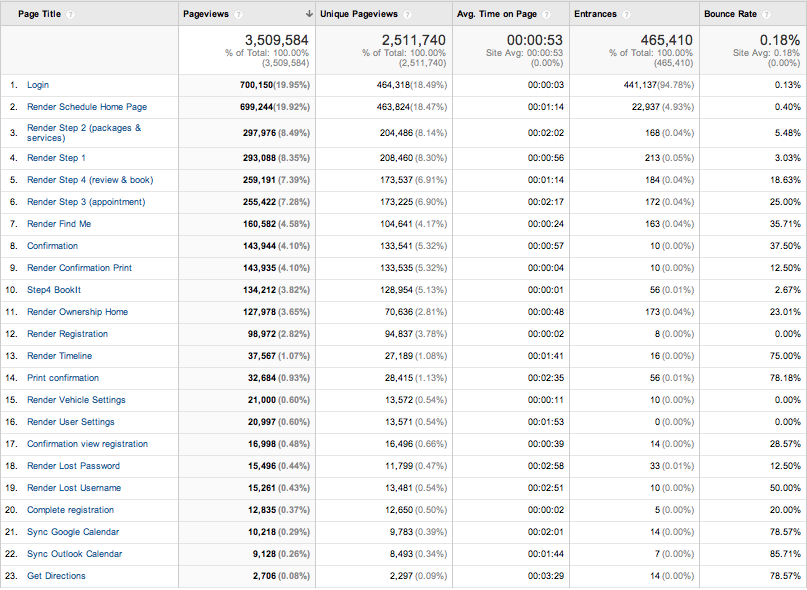 Page Title ? Pageviews ? ↓ Unique Pageviews ? Avg. Time on Page ? Entrances ? Bounce Rate ?
3,509,584 2,511,740 00:00:53 465,410 0.18%
% of Total: 100.00% % of Total: 100.00% Site Avg: 00:00:53 % of Total: 100.00% Site Avg: 0.18%
(3,509,584) (2,511,740) (0.00%) (465,410) (0.00%)
1. Login 700,150(19.95%) 464,318(18.49%) 00:00:03 441,137(94.78%) 0.13%
2. Render Schedule Home Page 699,244(19.92%) 463,824(18.47%) 00:01:14 22,937 (4.93%) 0.40%
3. Render Step 2 (packages &
services) 297,976 (8.49%) 204,486 (8.14%) 00:02:02 168 (0.04%) 5.48%
4. Render Step 1 293,088 (8.35%) 208,460 (8.30%) 00:00:56 213 (0.05%) 3.03%
5. Render Step 4 (review & book) 259,191 (7.39%) 173,537 (6.91%) 00:01:14 184 (0.04%) 18.63%
6. Render Step 3 (appointment) 255,422 (7.28%) 173,225 (6.90%) 00:02:17 172 (0.04%) 25.00%
7. Render Find Me 160,582 (4.58%) 104,641 (4.17%) 00:00:24 163 (0.04%) 35.71%
8. Confirmation 143,944 (4.10%) 133,541 (5.32%) 00:00:57 10 (0.00%) 37.50%
9. Render Confirmation Print 143,935 (4.10%) 133,535 (5.32%) 00:00:04 10 (0.00%) 12.50%
10. Step4 BookIt 134,212 (3.82%) 128,954 (5.13%) 00:00:01 56 (0.01%) 2.67%
11. Render Ownership Home 127,978 (3.65%) 70,636 (2.81%) 00:00:48 173 (0.04%) 23.01%
12. Render Registration 98,972 (2.82%) 94,837 (3.78%) 00:00:02 8 (0.00%) 0.00%
13. Render Timeline 37,567 (1.07%) 27,189 (1.08%) 00:01:41 16 (0.00%) 75.00%
14. Print confirmation 32,684 (0.93%) 28,415 (1.13%) 00:02:35 56 (0.01%) 78.18%
15. Render Vehicle Settings 21,000 (0.60%) 13,572 (0.54%) 00:00:11 10 (0.00%) 0.00%
16. Render User Settings 20,997 (0.60%) 13,571 (0.54%) 00:01:53 0 (0.00%) 0.00%
17. Confirmation view registration 16,998 (0.48%) 16,496 (0.66%) 00:00:39 14 (0.00%) 28.57%
18. Render Lost Password 15,496 (0.44%) 11,799 (0.47%) 00:02:58 33 (0.01%) 12.50%
19. Render Lost Username 15,261 (0.43%) 13,481 (0.54%) 00:02:51 10 (0.00%) 50.00%
20. Complete registration 12,835 (0.37%) 12,650 (0.50%) 00:00:02 5 (0.00%) 20.00%
21. Sync Google Calendar 10,218 (0.29%) 9,783 (0.39%) 00:02:01 14 (0.00%) 78.57%
22. Sync Outlook Calendar 9,128 (0.26%) 8,493 (0.34%) 00:01:44 7 (0.00%) 85.71%
23. Get Directions 2,706 (0.08%) 2,297 (0.09%) 00:03:29 14 (0.00%) 78.57%